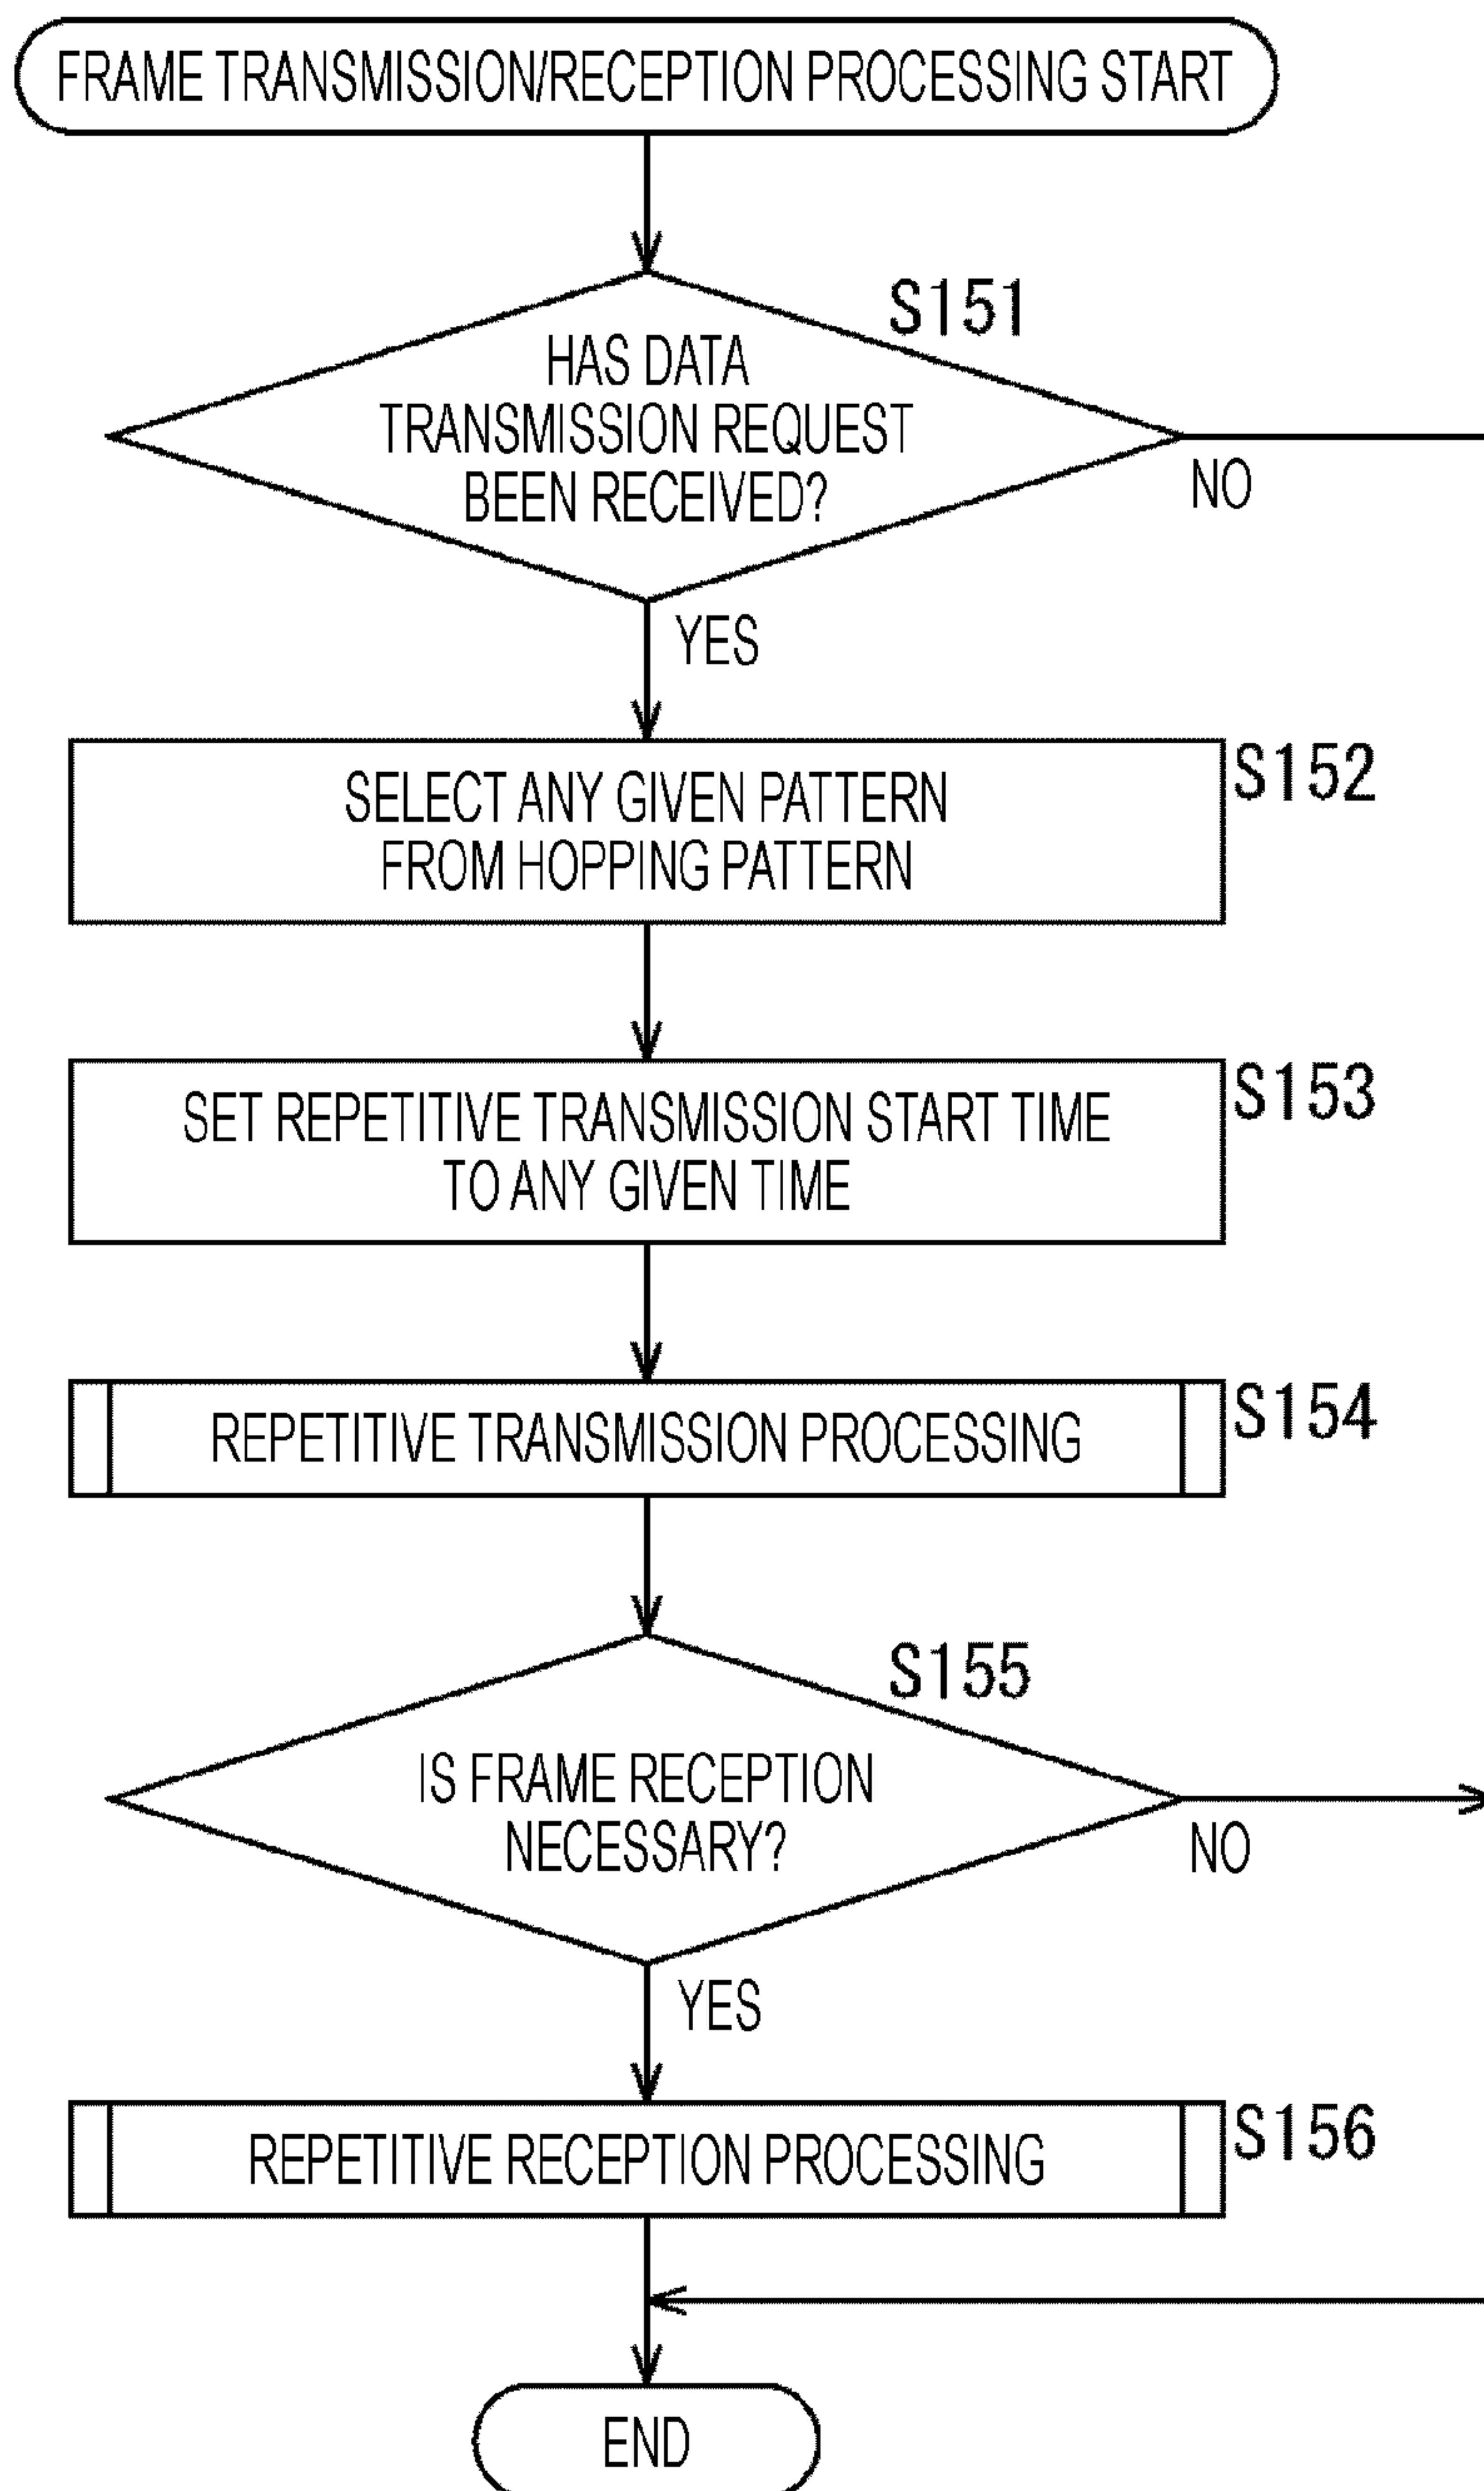 FRAME TRANSMISSION/RECEPTION PROCESSING START
S151
HAS DATA
TRANSMISSION REQUEST
BEEN RECEIVED?
NO
YES
S152
SELECT ANY GIVEN PATTERN
FROM HOPPING PATTERN
S153
SET REPETITIVE TRANSMISSION START TIME
TO ANY GIVEN TIME
S154
REPETITIVE TRANSMISSION PROCESSING
S155
IS FRAME RECEPTION
NECESSARY?
NO
YES
S156
REPETITIVE RECEPTION PROCESSING
END